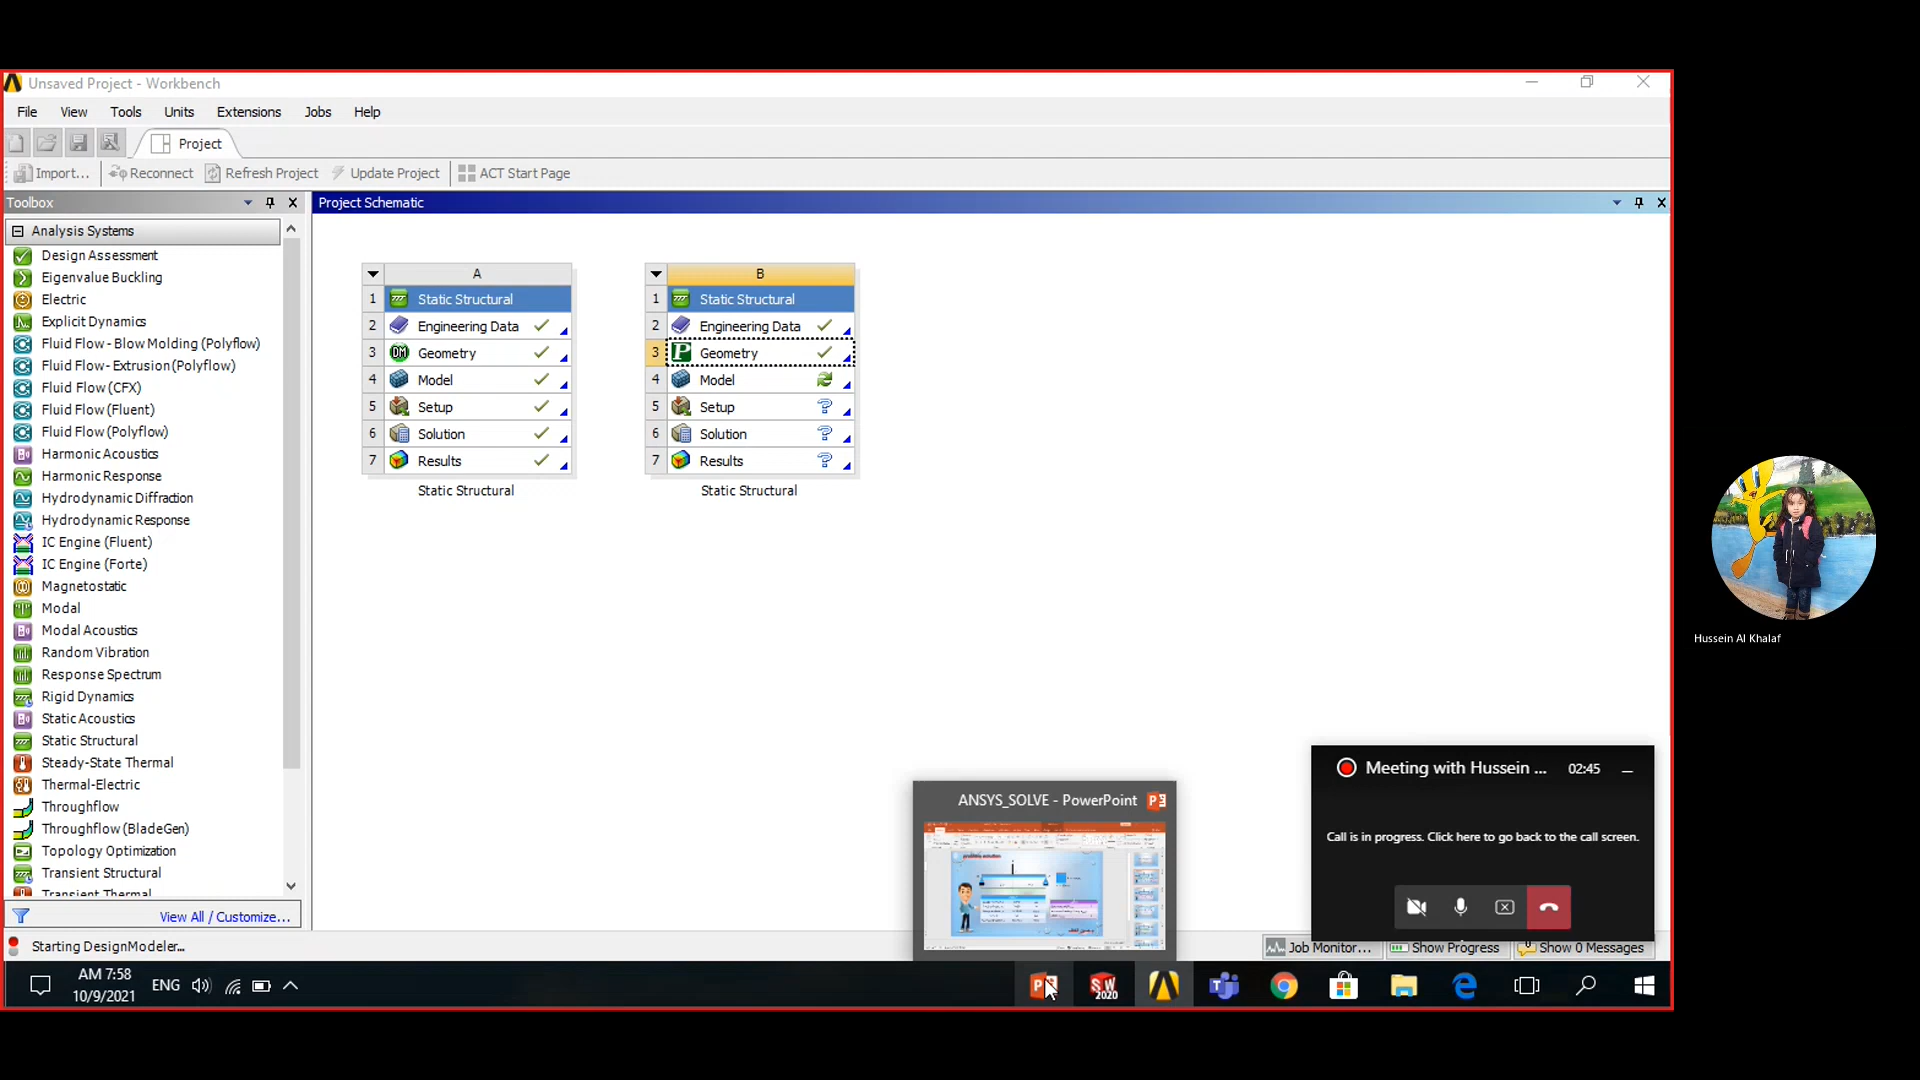 Unsaved Project - Workbench
File View Tools Units Extensions Jobs Help
Project
Import... Reconnect Refresh Project Update Project ACT Start Page
Toolbox
Project Schematic
Analysis Systems
Design Assessment
Eigenvalue Buckling
Electric
Explicit Dynamics
Fluid Flow - Blow Molding (Polyflow)
Fluid Flow- Extrusion (Polyflow)
Fluid Flow (CFX)
Fluid Flow (Fluent)
Fluid Flow (Polyflow)
Harmonic Acoustics
Harmonic Response
Hydrodynamic Diffraction
Hydrodynamic Response
IC Engine (Fluent)
IC Engine (Forte)
Magnetostatic
Modal
Modal Acoustics
Random Vibration
Response Spectrum
Rigid Dynamics
Static Acoustics
Static Structural
Steady-State Thermal
Thermal-Electric
Throughflow
Throughflow (BladeGen)
Topology Optimization
Transient Structural
Transient Thermal
View All / Customize...
A
1 Static Structural
2 Engineering Data
3 DM Geometry
4 Model
5 Setup
6 Solution
7 Results
Static Structural
B
1 Static Structural
2 Engineering Data
3 P Geometry
4 Model
5 Setup
6 Solution
7 Results
Static Structural
Hussein Al Khalaf
Meeting with Hussein ... 02:45
Call is in progress. Click here to go back to the call screen.
ANSYS_SOLVE - PowerPoint
problem solution
Starting DesignModeler...
Job Monitor... Show Progress Show 0 Messages
AM 7:58
10/9/2021
ENG
SW
2020